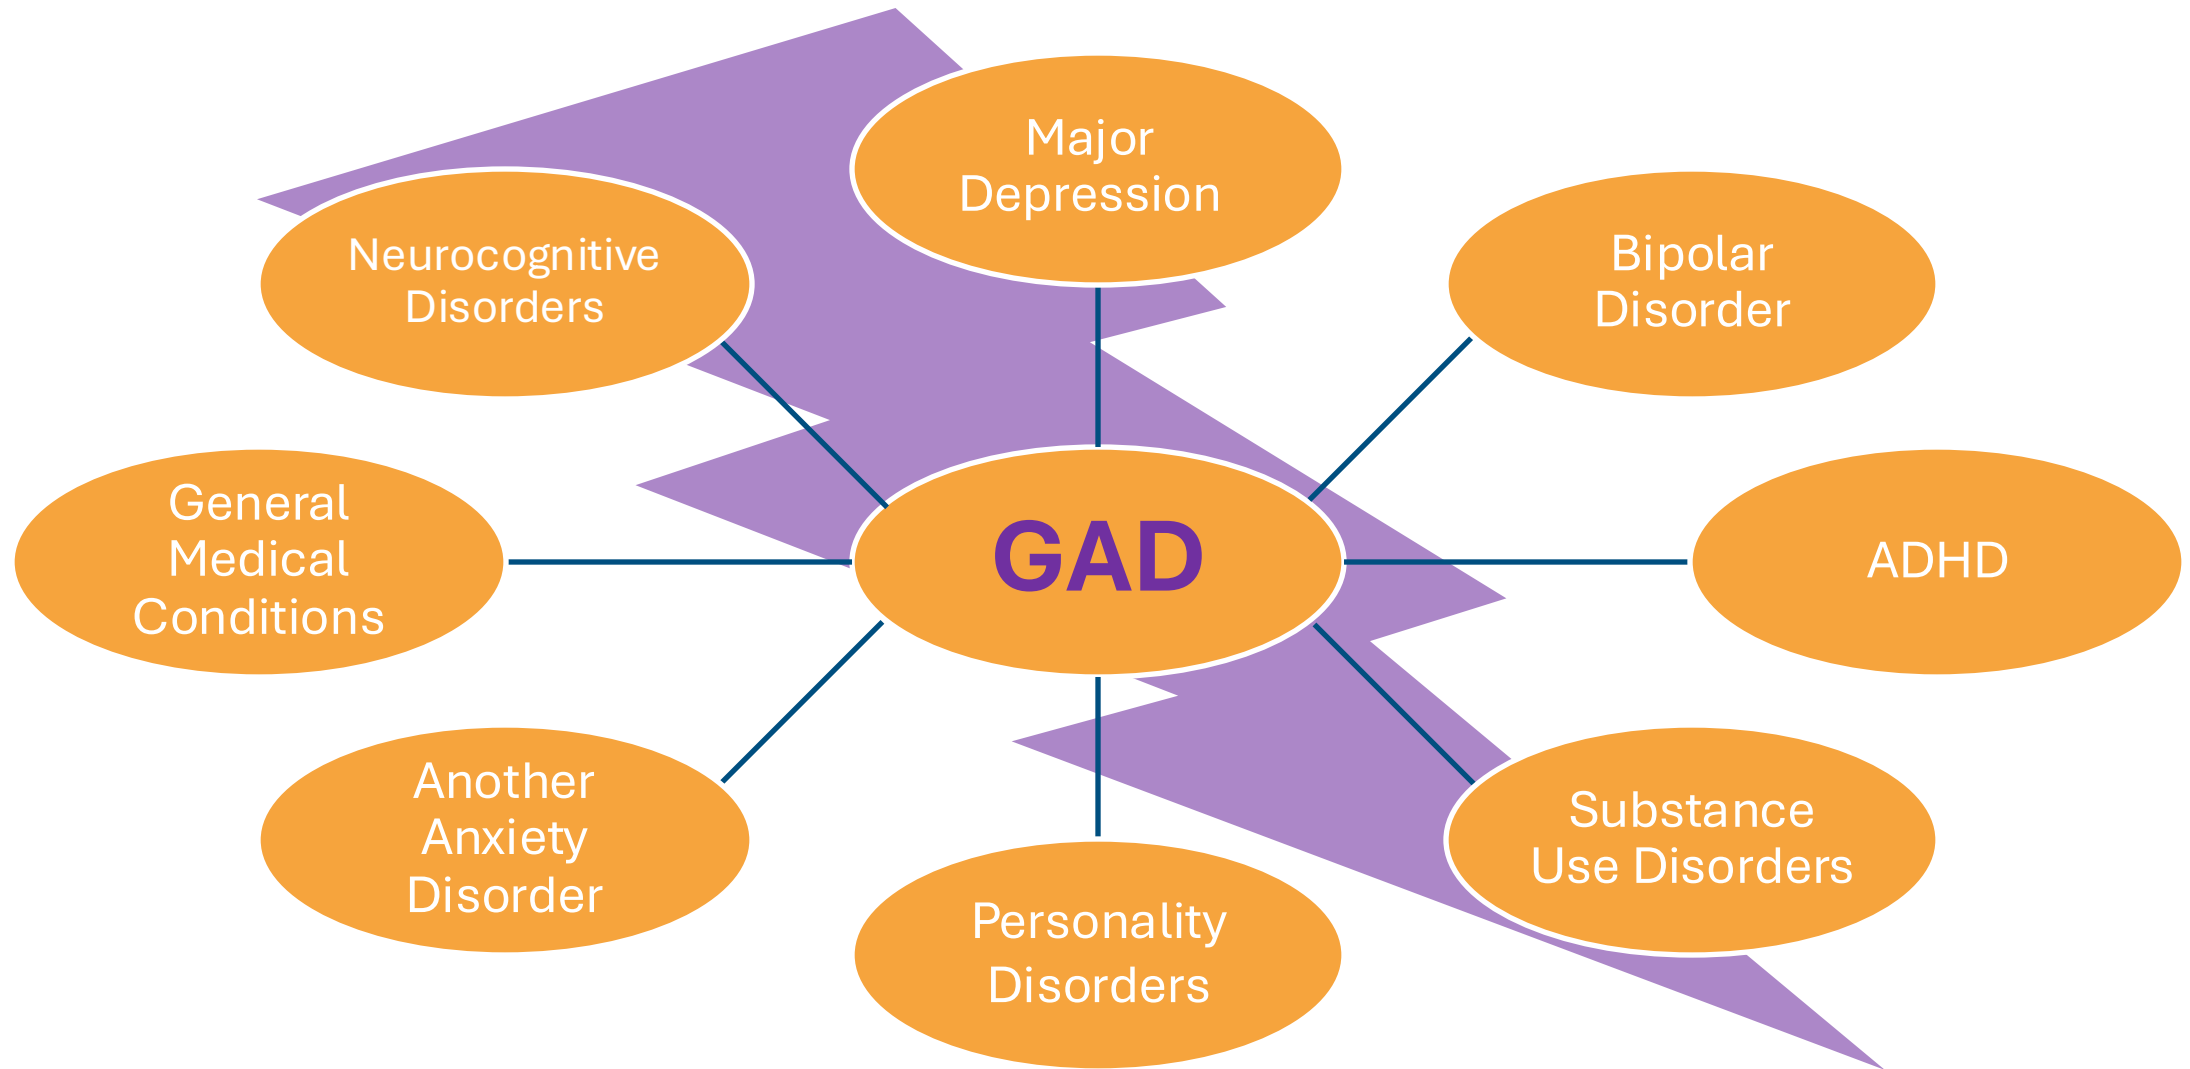 Major
Depression
Bipolar
Disorder
ADHD
Substance
Use Disorders
Personality
Disorders
Another
Anxiety
Disorder
General
Medical
Conditions
Neurocognitive
Disorders
GAD